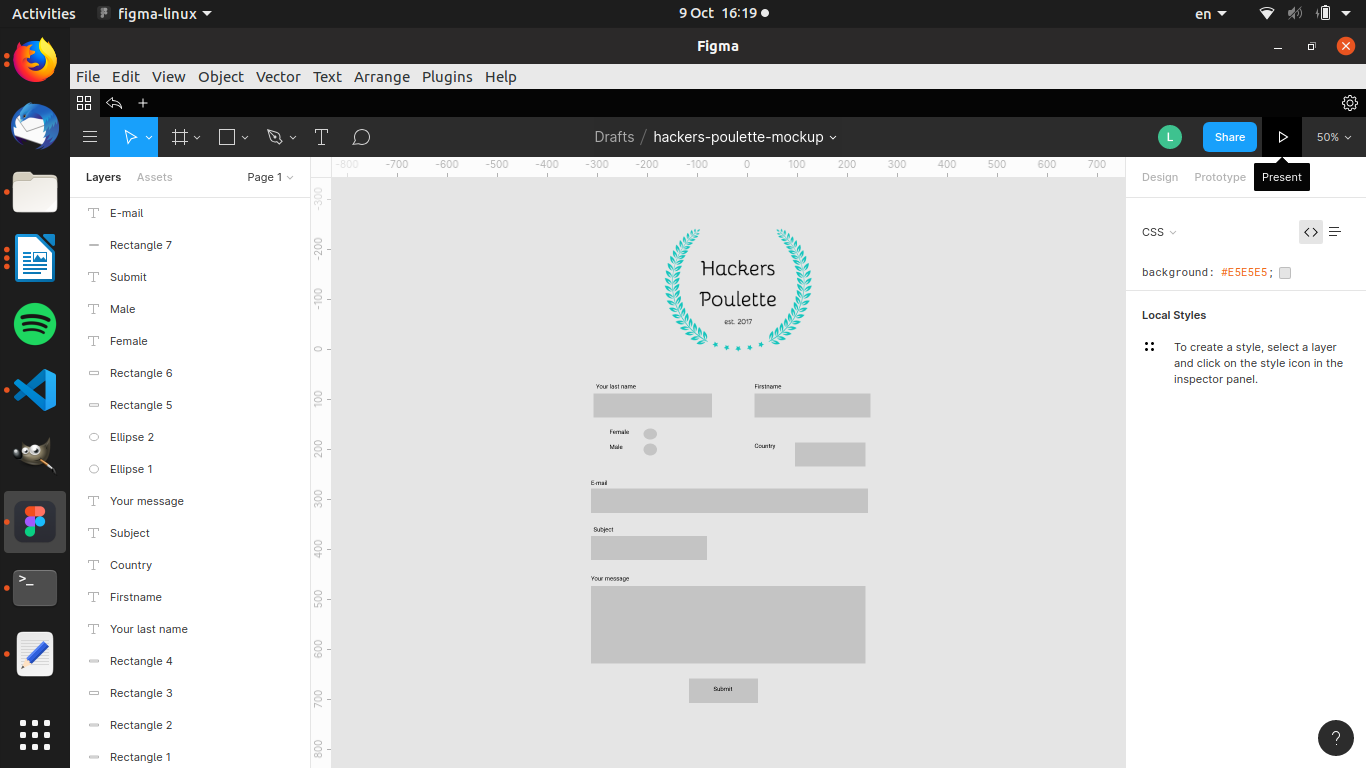 Activities figma-linux 9 Oct 16:19 en
Figma
File Edit View Object Vector Text Arrange Plugins Help
Drafts / hackers-poulette-mockup L Share 50%
Present
Layers Assets Page 1
E-mail
Rectangle 7
Submit
Male
Female
Rectangle 6
Rectangle 5
Ellipse 2
Ellipse 1
Your message
Subject
Country
Firstname
Your last name
Rectangle 4
Rectangle 3
Rectangle 2
Rectangle 1
-800 -700 -600 -500 -400 -300 -200 -100 0 100 200 300 400 500 600 700
-300
-200
-100
0
100
200
300
400
500
600
700
800
Hackers
Poulette
est. 2017
Your last name Firstname
Female
Male Country
E-mail
Subject
Your message
Submit
Design Prototype
CSS
background: #E5E5E5;
Local Styles
To create a style, select a layer
and click on the style icon in the
inspector panel.
>_
?